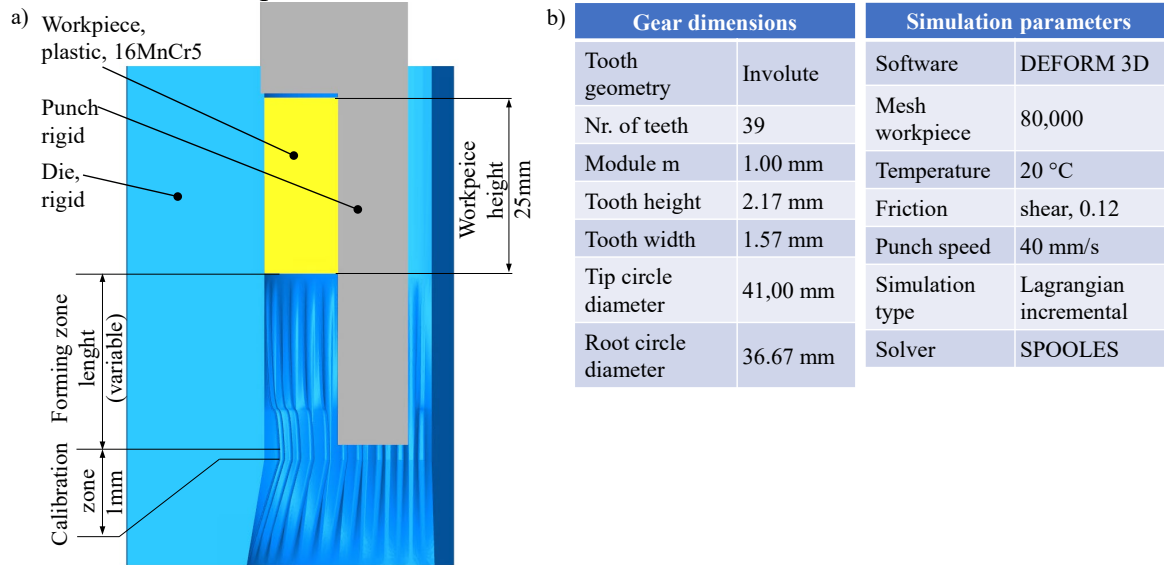 a)
Workpiece,
plastic, 16MnCr5
Punch
rigid
Die,
rigid
Workpeice
height
25mm
Forming zone
lenght
(variable)
Calibration
zone
1mm
b)
Gear dimensions
Tooth
geometry
Involute
Nr. of teeth
39
Module m
1.00 mm
Tooth height
2.17 mm
Tooth width
1.57 mm
Tip circle
diameter
41,00 mm
Root circle
diameter
36.67 mm
Simulation parameters
Software
DEFORM 3D
Mesh
workpiece
80,000
Temperature
20 °C
Friction
shear, 0.12
Punch speed
40 mm/s
Simulation
type
Lagrangian
incremental
Solver
SPOOLES